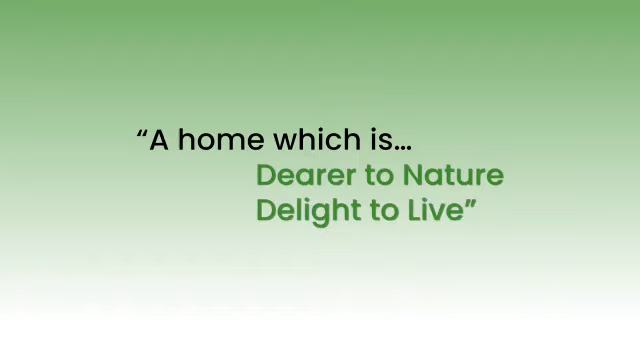 “A home which is...
Dearer to Nature
Delight to Live”